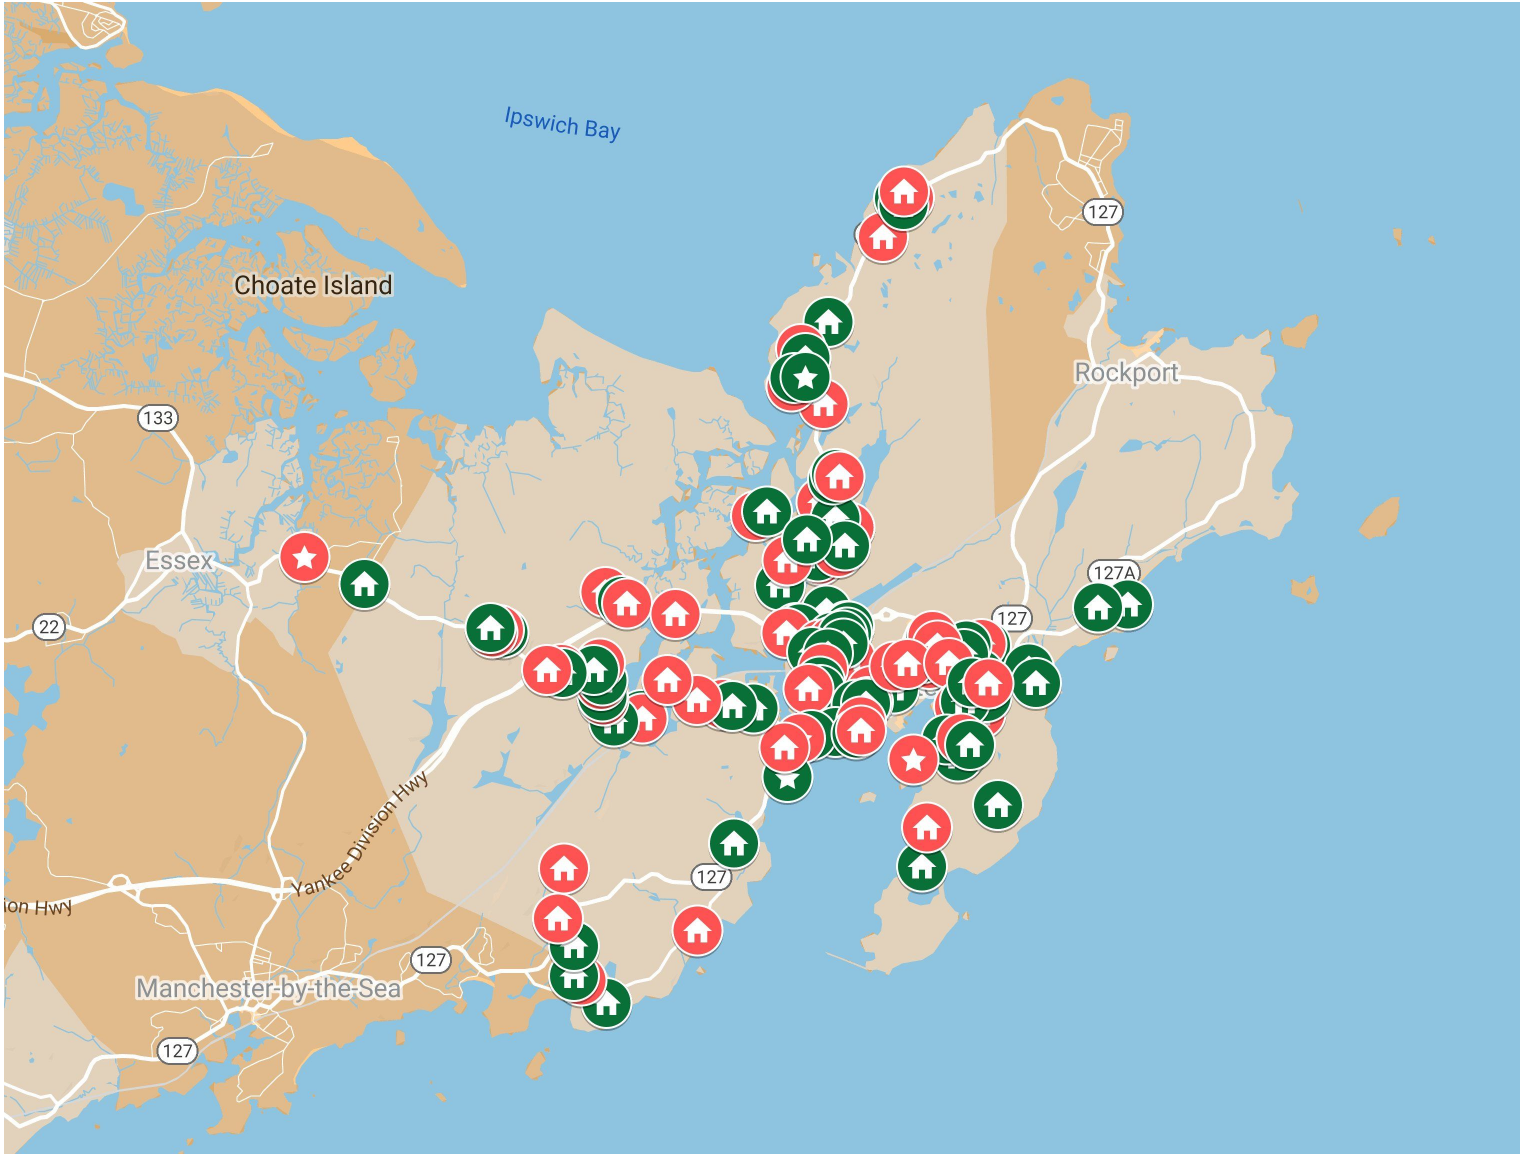 Ipswich Bay
127
Choate Island
Rockport
133
Essex
127A
22
127
Yankee Division Hwy
127
ion Hwy
127
Manchester-by-the-Sea
127